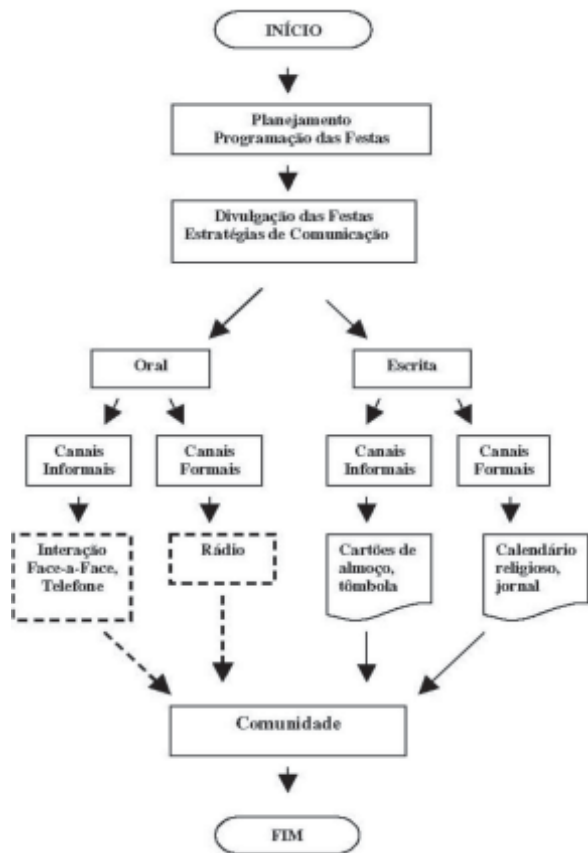 INÍCIO
Planejamento
Programação das Festas
Divulgação das Festas
Estratégias de Comunicação
Oral
Escrita
Canais
Informais
Canais
Formais
Canais
Informais
Canais
Formais
Interação
Face-a-Face,
Telefone
Rádio
Cartões de
almoço,
tômbola
Calendário
religioso,
jornal
Comunidade
FIM